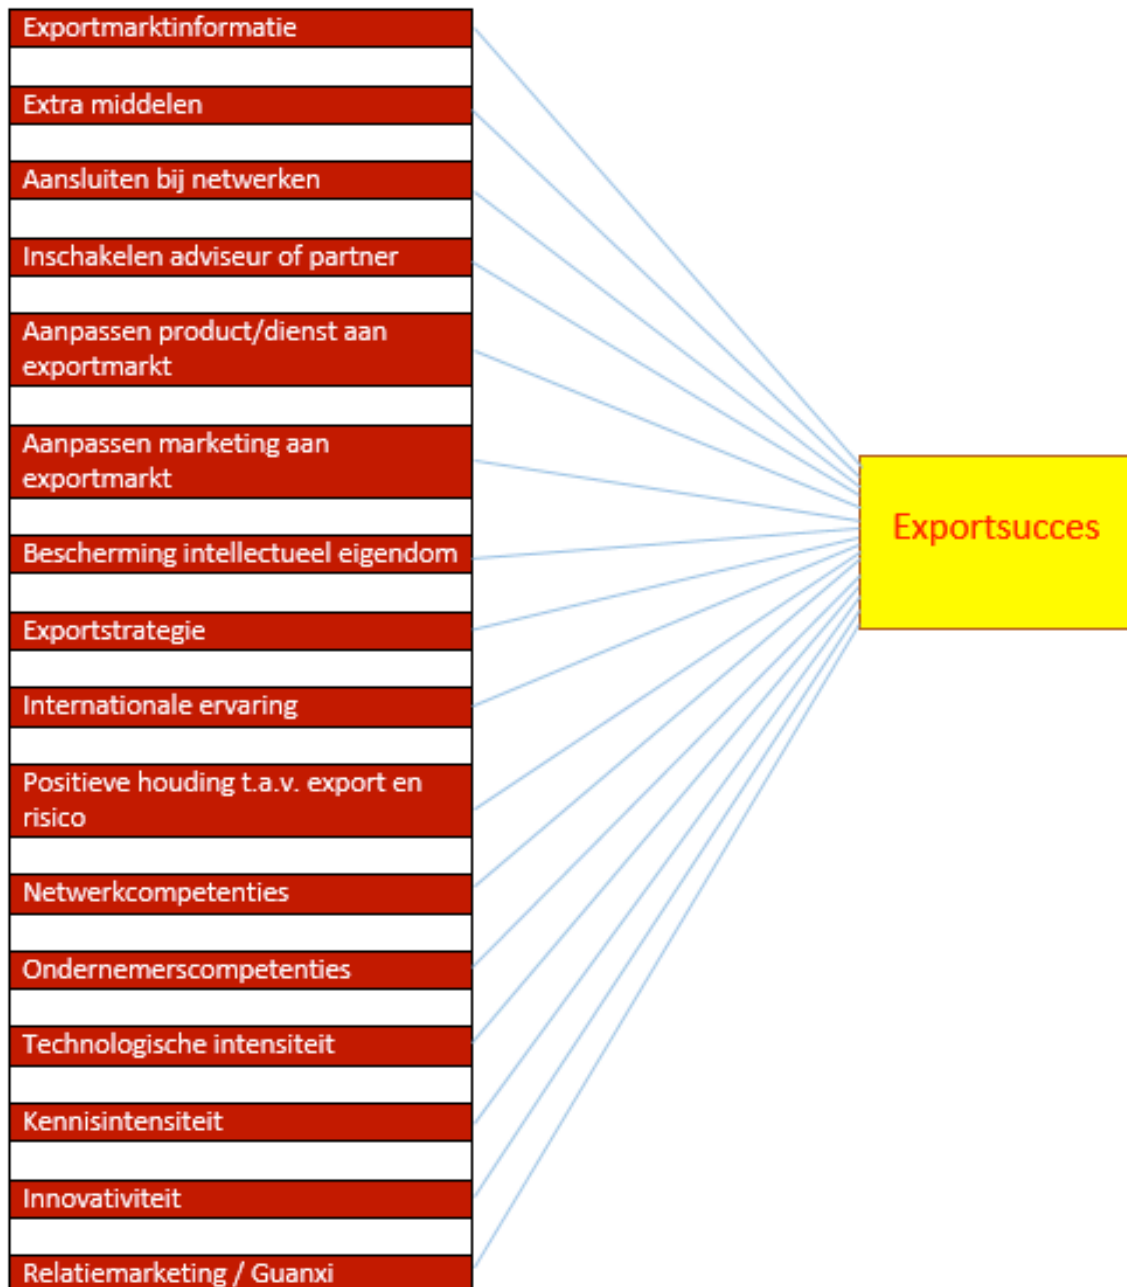 Exportmarktinformatie
Extra middelen
Aansluiten bij netwerken
Inschakelen adviseur of partner
Aanpassen product/dienst aan
exportmarkt
Aanpassen marketing aan
exportmarkt
Bescherming intellectueel eigendom
Exportstrategie
Internationale ervaring
Positieve houding t.a.v. export en
risico
Netwerkcompetenties
Ondernemerscompetenties
Technologische intensiteit
Kennisintensiteit
Innovativiteit
Relatiemarketing / Guanxi
Exportsucces